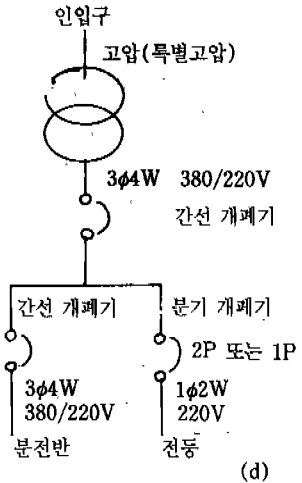 인입구
고압(특별고압)
3φ4W 380/220V
간선 개폐기
간선 개폐기
분기 개폐기
2P 또는 1P
3φ4W
380/220V
분전반
1φ2W
220V
전등
(d)